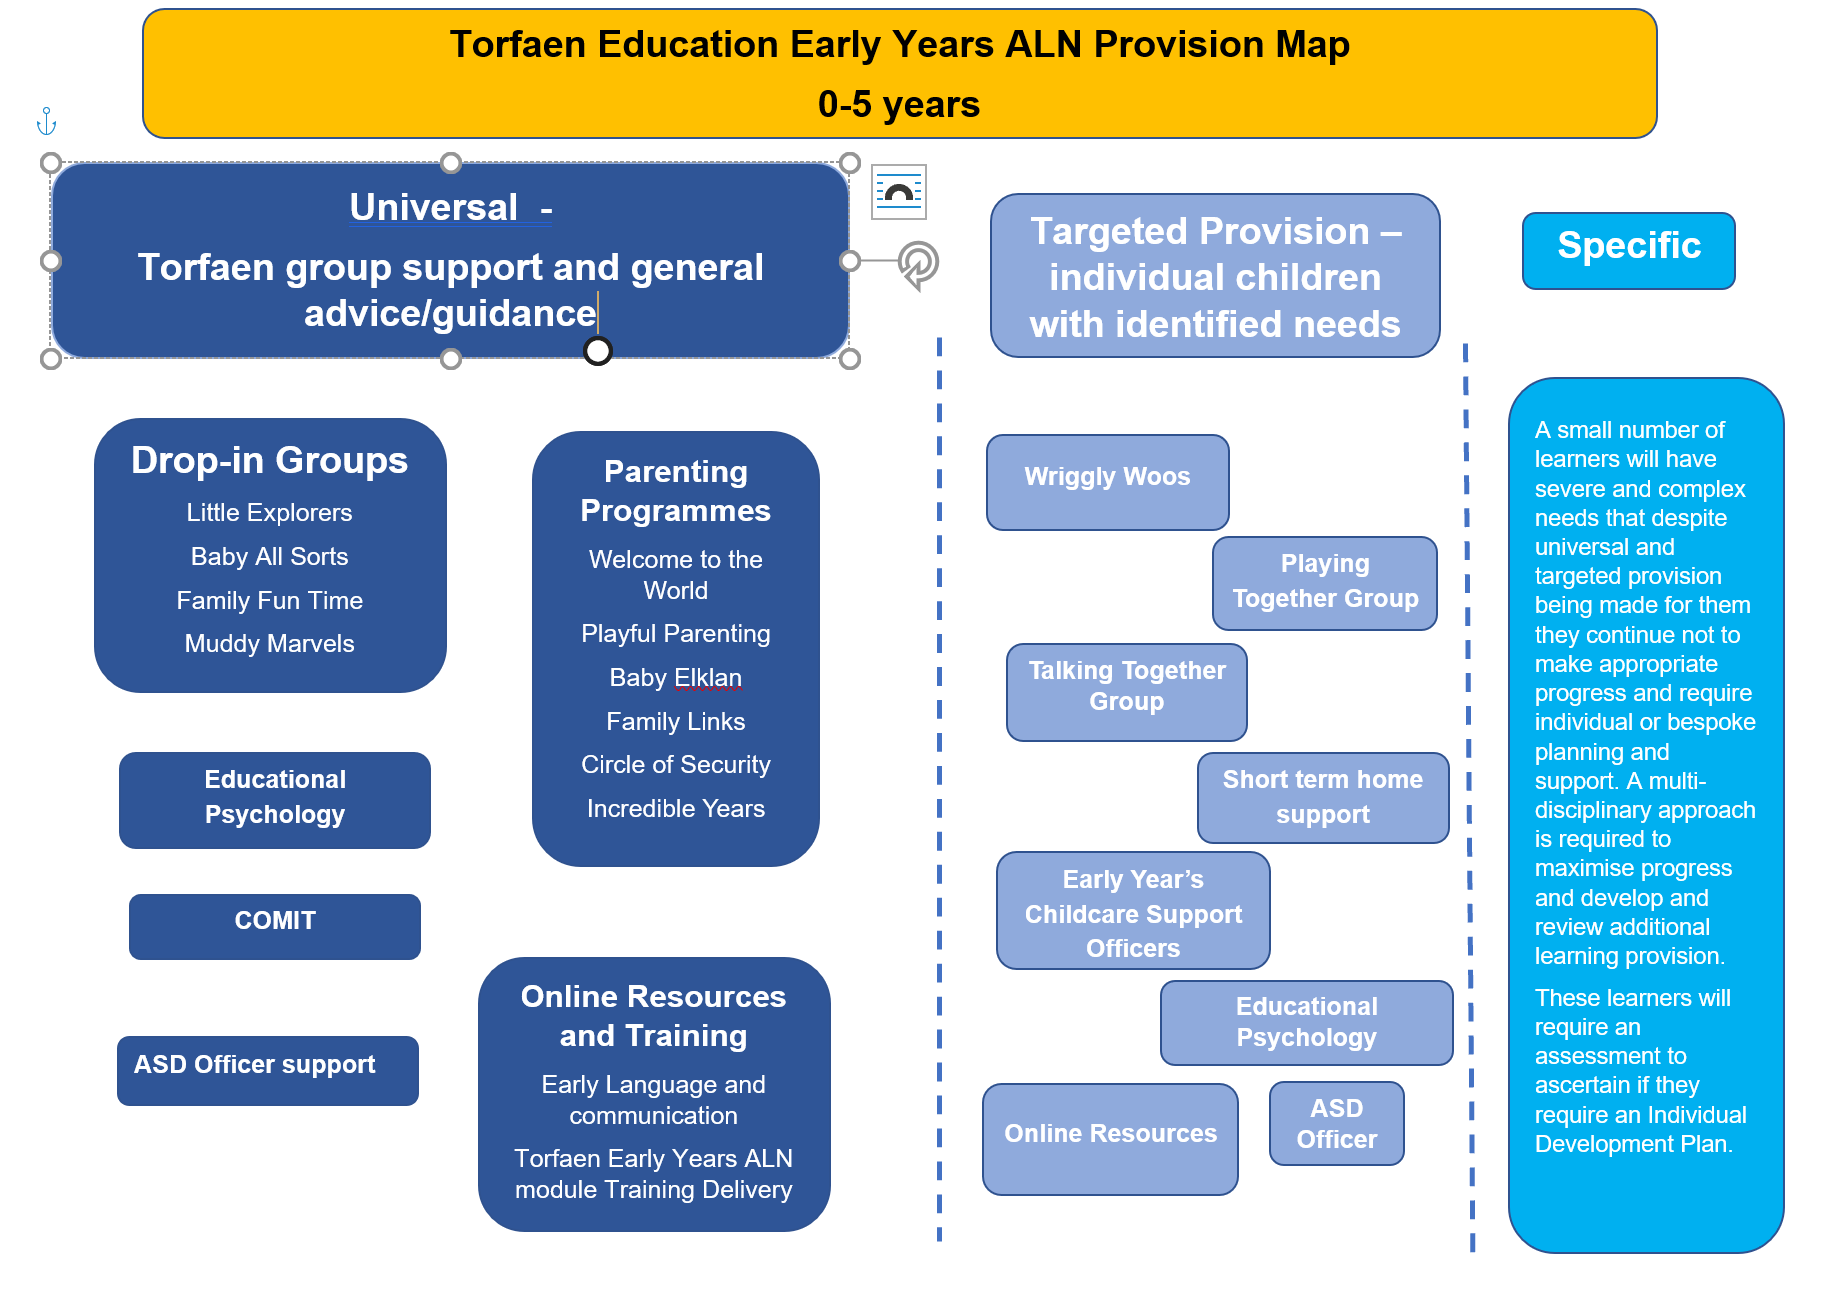 Torfaen Education Early Years ALN Provision Map
0-5 years
Universal  -
Torfaen group support and general
advice/guidance
Targeted Provision –
individual children
with identified needs
Specific
Drop-in Groups
Little Explorers
Baby All Sorts
Family Fun Time
Muddy Marvels
Parenting
Programmes
Welcome to the
World
Playful Parenting
Baby Elklan
Family Links
Circle of Security
Incredible Years
Educational
Psychology
COMIT
ASD Officer support
Online Resources
and Training
Early Language and
communication
Torfaen Early Years ALN
module Training Delivery
Wriggly Woos
Playing
Together Group
Talking Together
Group
Short term home
support
Early Year’s
Childcare Support
Officers
Educational
Psychology
Online Resources
ASD
Officer
A small number of
learners will have
severe and complex
needs that despite
universal and
targeted provision
being made for them
they continue not to
make appropriate
progress and require
individual or bespoke
planning and
support. A multi-
disciplinary approach
is required to
maximise progress
and develop and
review additional
learning provision.
These learners will
require an
assessment to
ascertain if they
require an Individual
Development Plan.